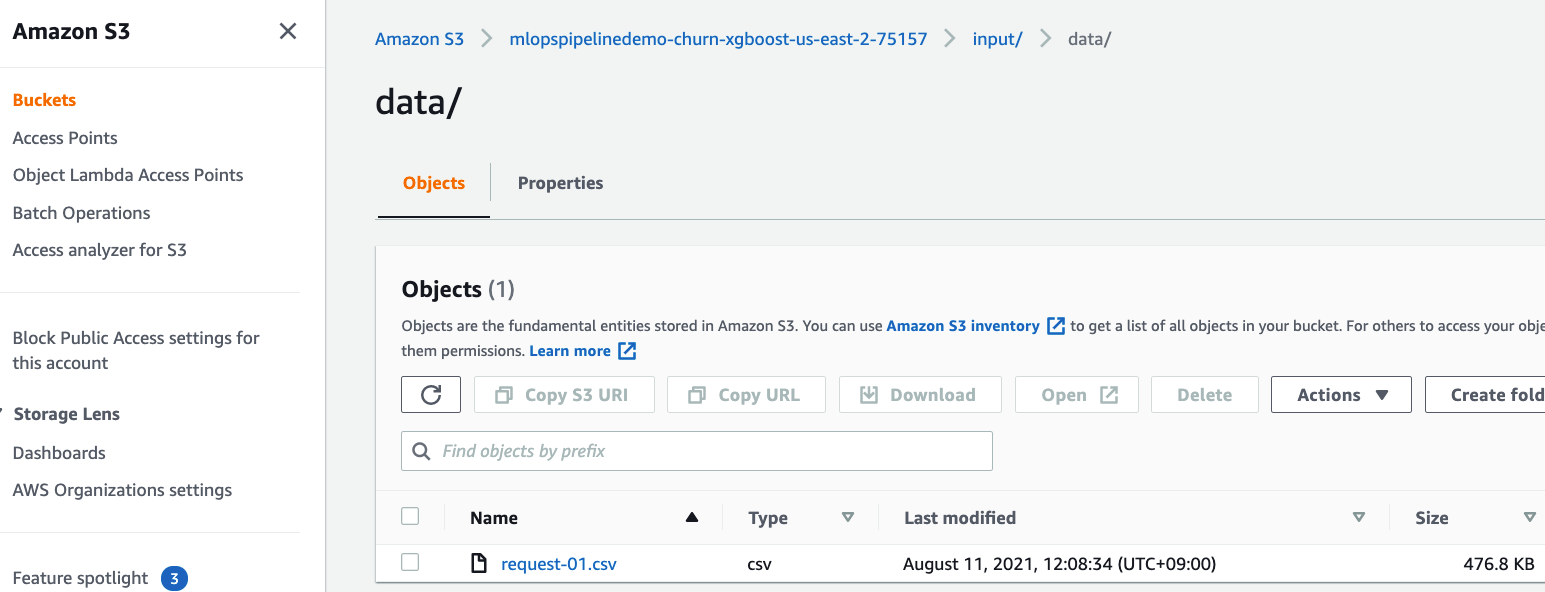 Amazon S3
Buckets
Access Points
Object Lambda Access Points
Batch Operations
Access analyzer for S3
Block Public Access settings for
this account
Storage Lens
Dashboards
AWS Organizations settings
Feature spotlight 3
Amazon S3 mlopspipelinedemo-churn-xgboost-us-east-2-75157 input/ data/
data/
Objects Properties
Objects (1)
Objects are the fundamental entities stored in Amazon S3. You can use Amazon S3 inventory to get a list of all objects in your bucket. For others to access your obje
them permissions. Learn more
Copy S3 URI Copy URL Download Open Delete Actions Create fold
Find objects by prefix
Name Type Last modified Size
request-01.csv csv August 11, 2021, 12:08:34 (UTC+09:00) 476.8 KB